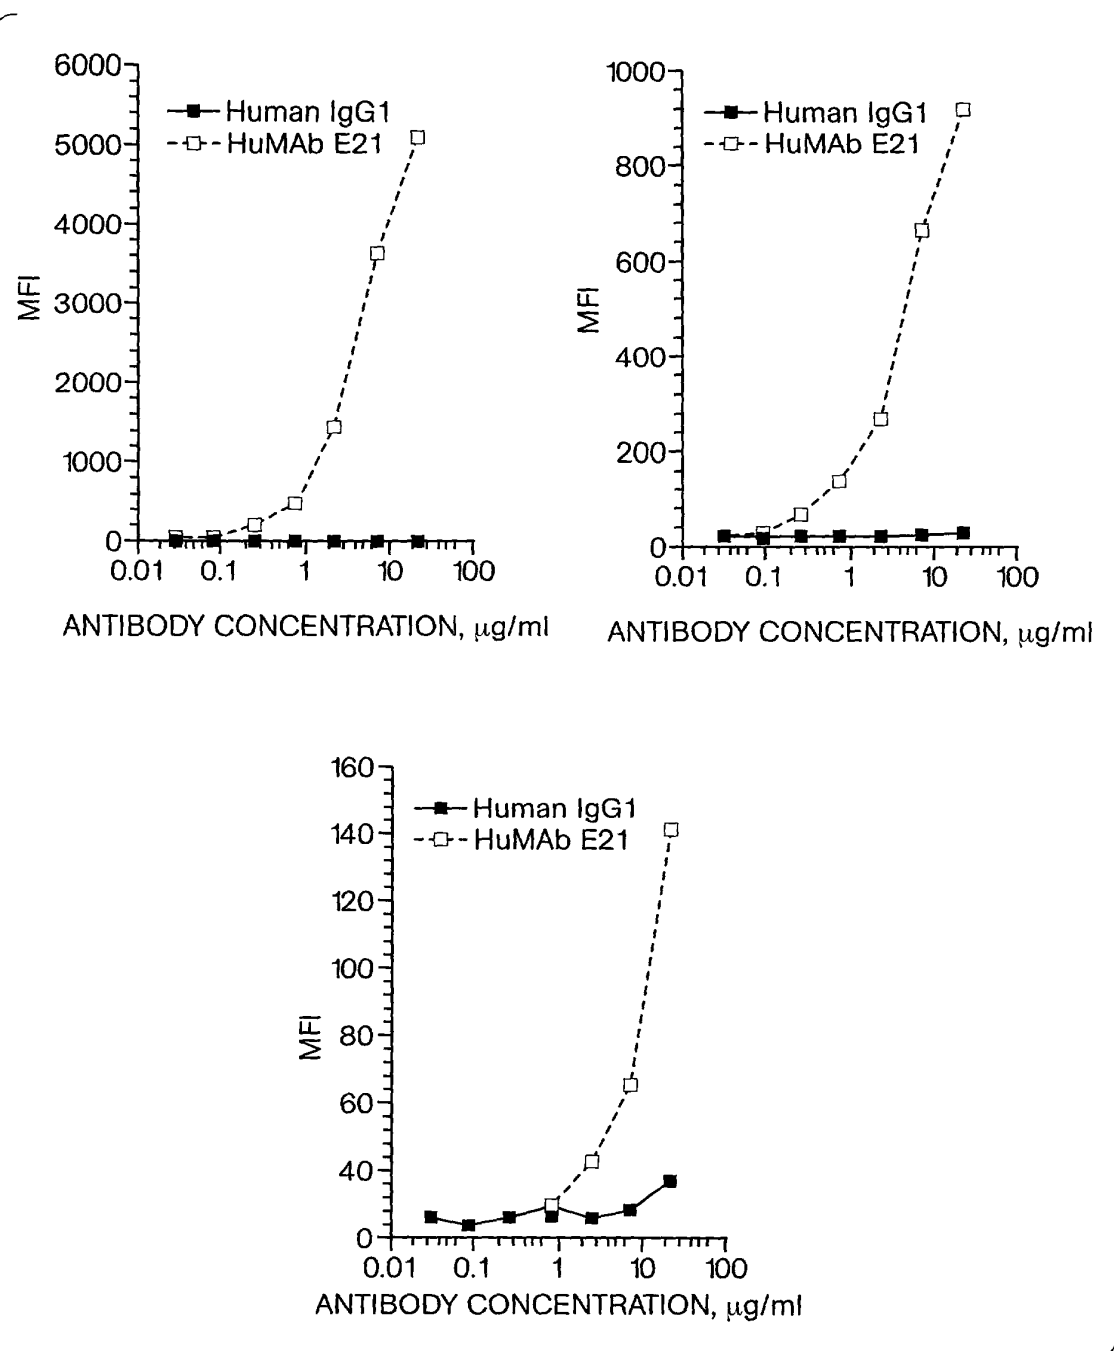 6000
5000
4000
3000
2000
1000
0
MFI
Human IgG1
HuMAb E21
0.01 0.1 1 10 100
ANTIBODY CONCENTRATION, µg/ml
1000
800
600
400
200
0
MFI
Human IgG1
HuMAb E21
0.01 0.1 1 10 100
ANTIBODY CONCENTRATION, µg/ml
160
140
120
100
80
60
40
0
MFI
Human IgG1
HuMAb E21
0.01 0.1 1 10 100
ANTIBODY CONCENTRATION, µg/ml